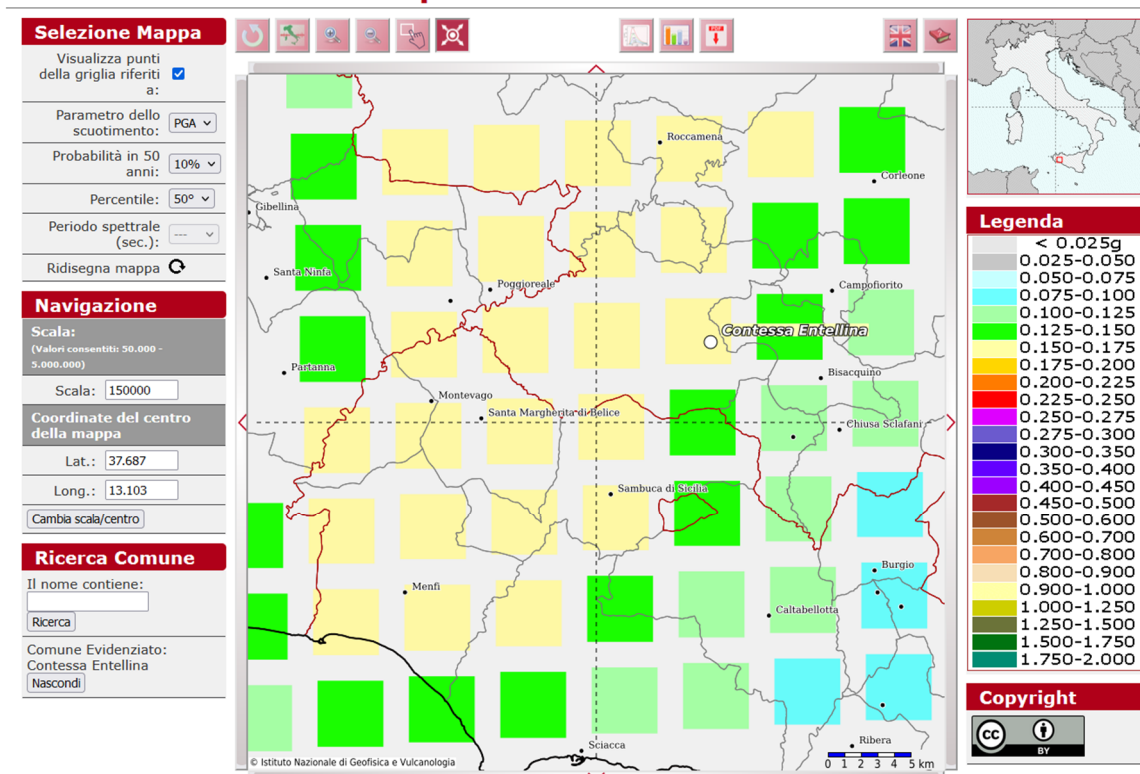 Selezione Mappa
Visualizza punti
della griglia riferiti
a:
Parametro dello
scuotimento:
PGA
Probabilità in 50
anni:
10%
Percentile:
50°
Periodo spettrale
(sec.):
---
Ridisegna mappa
Navigazione
Scala:
(Valori consentiti: 50.000 -
5.000.000)
Scala:
150000
Coordinate del centro
della mappa
Lat.:
37.687
Long.:
13.103
Cambia scala/centro
Ricerca Comune
Il nome contiene:
Ricerca
Comune Evidenziato:
Contessa Entellina
Nascondi
Roccamena
Corleone
Gibellina
Santa Ninfa
Poggioreale
Campofiorito
Contessa Entellina
Partanna
Bisacquino
Montevago
Santa Margherita di Belice
Chiusa Sclafani
Sambuca di Sicilia
Burgio
Menfi
Caltabellotta
Ribera
Sciacca
0 1 2 3 4 5 km
© Istituto Nazionale di Geofisica e Vulcanologia
Legenda
< 0.025g
0.025-0.050
0.050-0.075
0.075-0.100
0.100-0.125
0.125-0.150
0.150-0.175
0.175-0.200
0.200-0.225
0.225-0.250
0.250-0.275
0.275-0.300
0.300-0.350
0.350-0.400
0.400-0.450
0.450-0.500
0.500-0.600
0.600-0.700
0.700-0.800
0.800-0.900
0.900-1.000
1.000-1.250
1.250-1.500
1.500-1.750
1.750-2.000
Copyright
cc
BY